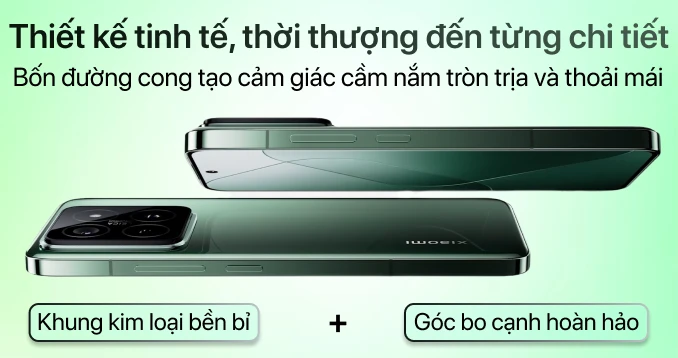 Thiết kế tinh tế, thời thượng đến từng chi tiết
Bốn đường cong tạo cảm giác cầm nắm tròn trịa và thoải mái
xiaomi
Khung kim loại bền bỉ
+
Góc bo cạnh hoàn hảo